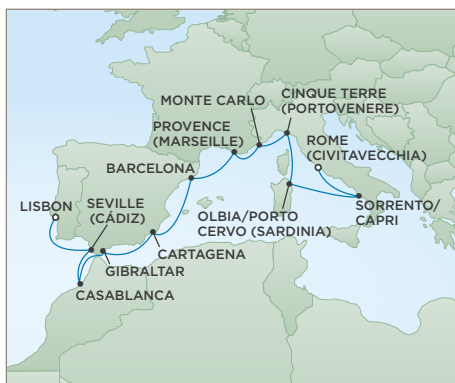 MONTE CARLO
CINQUE TERRE
(PORTOVENERE)
PROVENCE
(MARSEILLE)
ROME
(CIVITAVECCHIA)
BARCELONA
LISBON
SEVILLE
(CÁDIZ)
OLBIA/PORTO
CERVO (SARDINIA)
SORRENTO/
CAPRI
CARTAGENA
GIBRALTAR
CASABLANCA